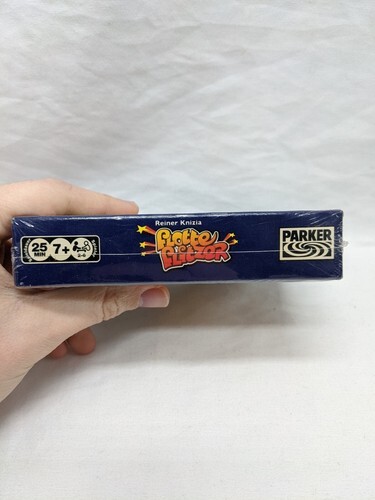 Reiner Knizia
Flotte
Flitzer
25
MIN
7+
PARKER